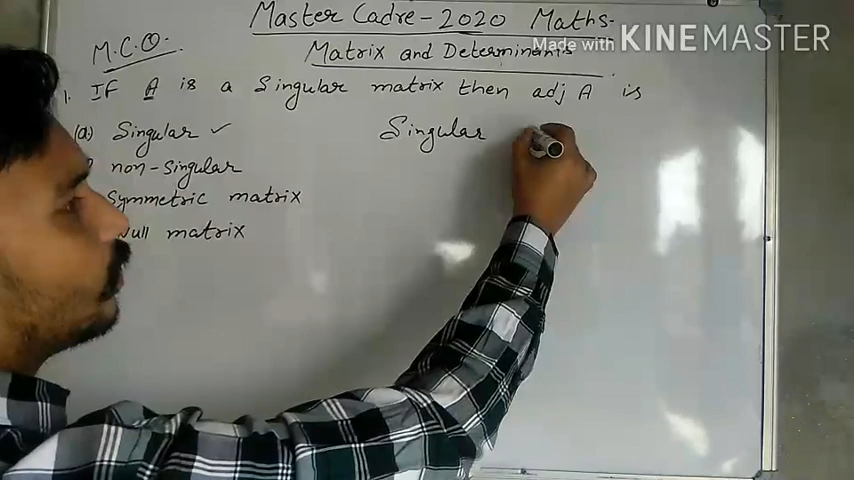 Master Cadre-2020 Maths-
M.C.Q-.
Matrix and Determinants
Made with KINEMASTER
1. IF A is a Singular matrix then adj A is
(a) Singular ✓
Singular
non-Singular
Symmetric matrix
Null matrix